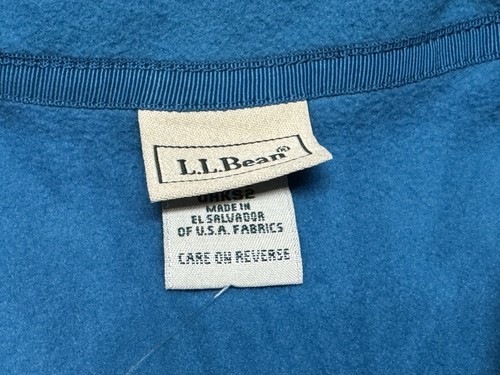 L.L.Bean®
MADE IN
EL SALVADOR
OF U.S.A. FABRICS
CARE ON REVERSE